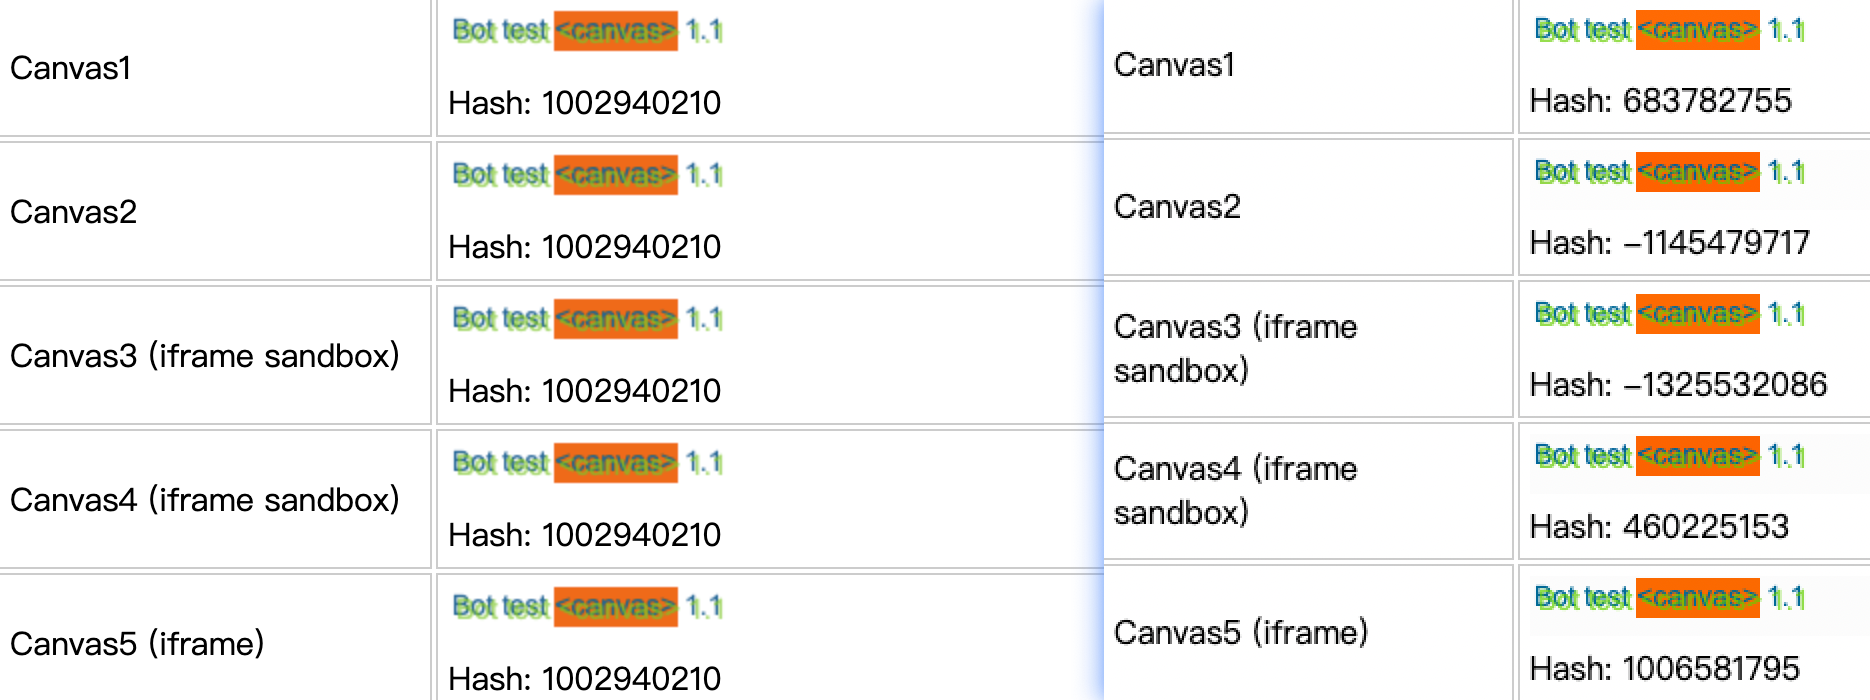 Canvas1
Bot test <canvas> 1.1
Hash: 1002940210
Canvas2
Bot test <canvas> 1.1
Hash: 1002940210
Canvas3 (iframe sandbox)
Bot test <canvas> 1.1
Hash: 1002940210
Canvas4 (iframe sandbox)
Bot test <canvas> 1.1
Hash: 1002940210
Canvas5 (iframe)
Bot test <canvas> 1.1
Hash: 1002940210
Canvas1
Bot test <canvas> 1.1
Hash: 683782755
Canvas2
Bot test <canvas> 1.1
Hash: –1145479717
Canvas3 (iframe
sandbox)
Bot test <canvas> 1.1
Hash: –1325532086
Canvas4 (iframe
sandbox)
Bot test <canvas> 1.1
Hash: 460225153
Canvas5 (iframe)
Bot test <canvas> 1.1
Hash: 1006581795